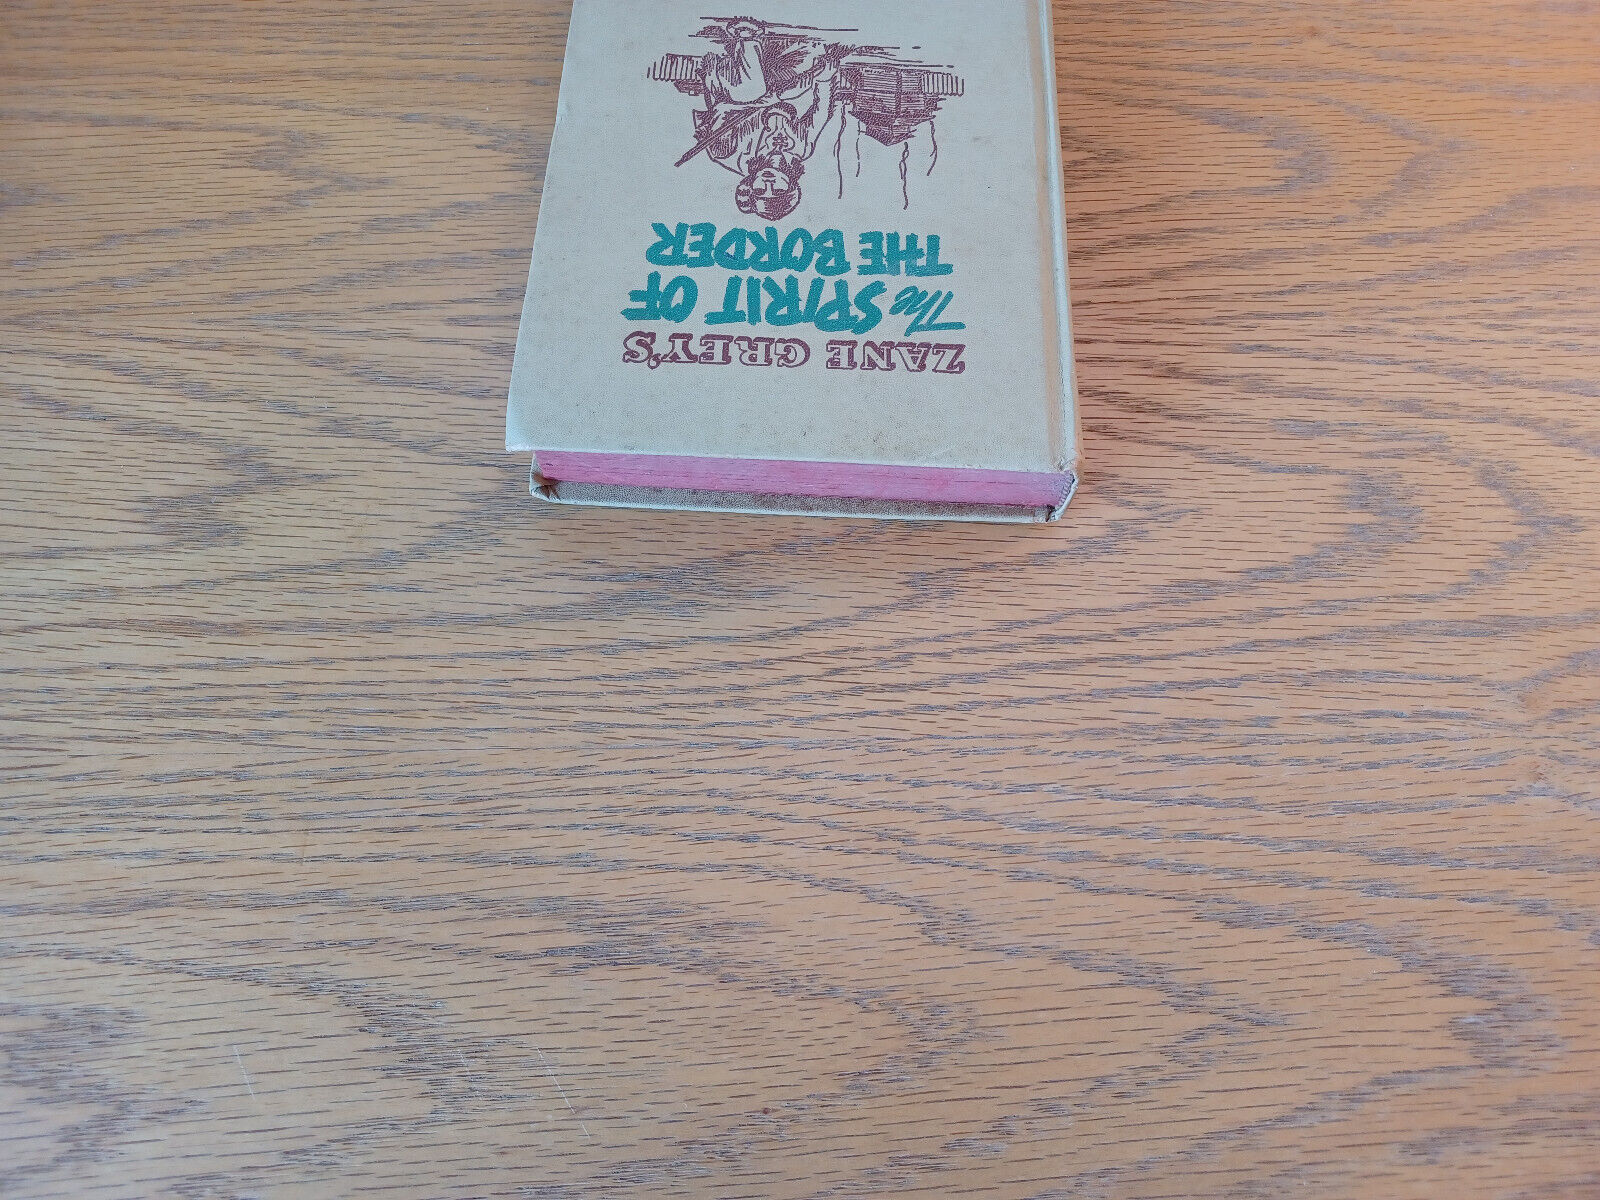 ZANE GREY'S
The SPIRIT OF
THE BORDER